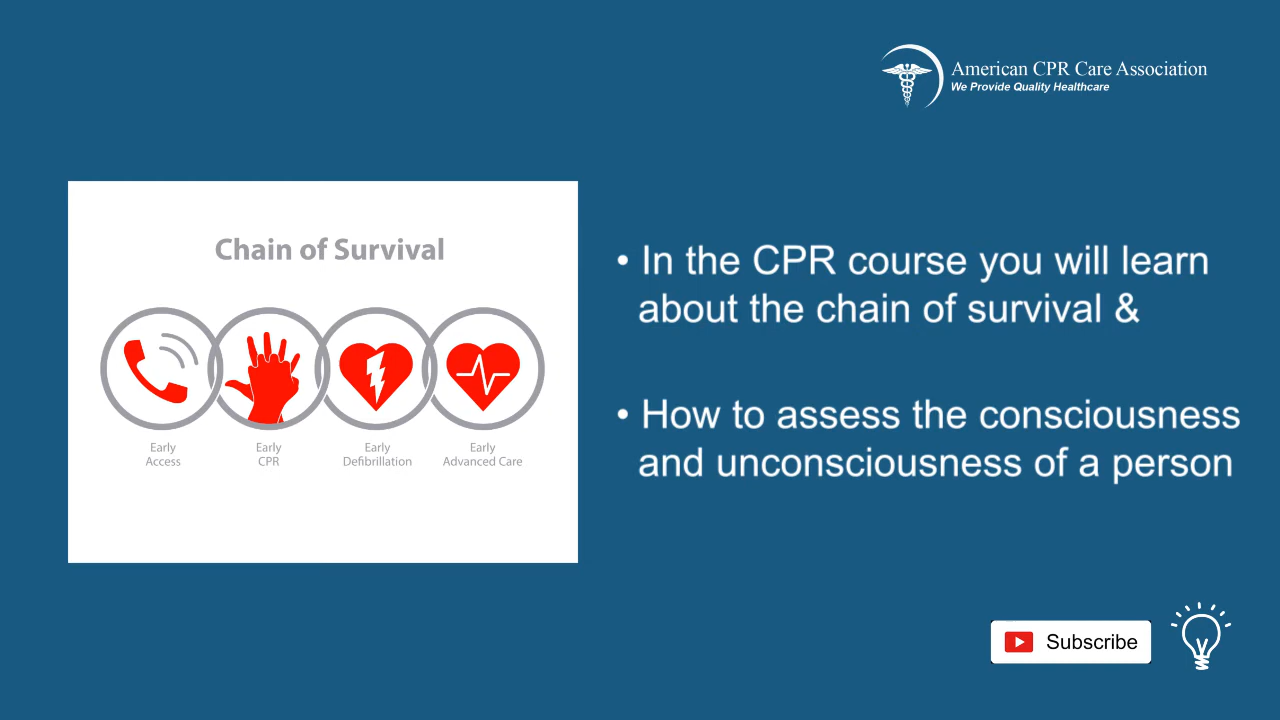 American CPR Care Association
We Provide Quality Healthcare
Chain of Survival
Early
Access
Early
CPR
Early
Defibrillation
Early
Advanced Care
• In the CPR course you will learn
about the chain of survival &
• How to assess the consciousness
and unconsciousness of a person
Subscribe